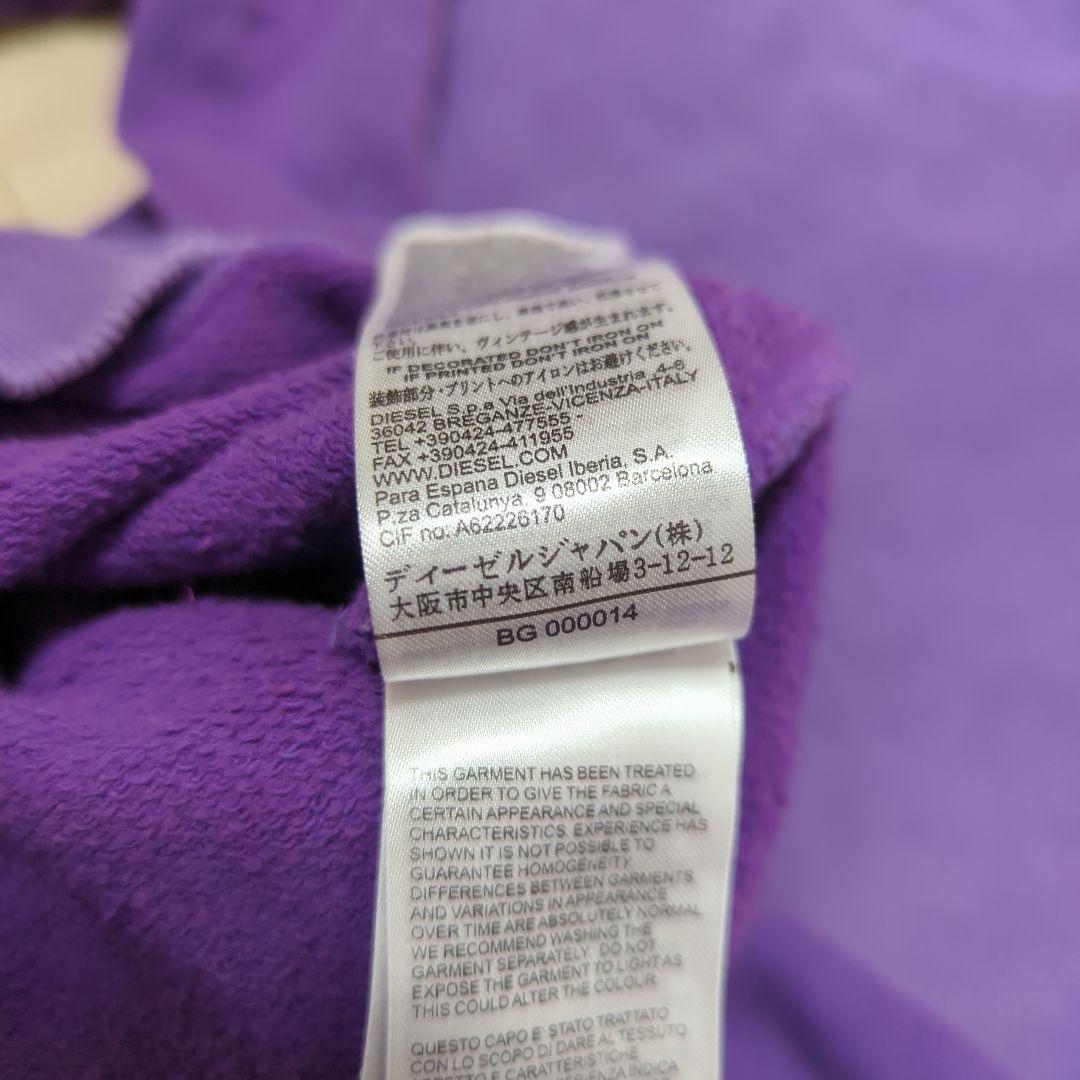 ご使用に伴い、ヴィンテージ感が生まれます。
IF DECORATED DON'T IRON ON
IF PRINTED DON'T IRON ON
装飾部分・プリントへのアイロンはお避けください。
DIESEL S.p.a Via dell'Industria 4-6
36042 BREGANZE-VICENZA-ITALY
TEL +390424-477555 -
FAX +390424-411955
WWW.DIESEL.COM
Para Espana Diesel Iberia, S.A.
P.za Catalunya, 9 08002 Barcelona
CiF no. A62226170
ディーゼルジャパン(株)
大阪市中央区南船場3-12-12
BG 000014
THIS GARMENT HAS BEEN TREATED
IN ORDER TO GIVE THE FABRIC A
CERTAIN APPEARANCE AND SPECIAL
CHARACTERISTICS. EXPERIENCE HAS
SHOWN IT IS NOT POSSIBLE TO
GUARANTEE HOMOGENEITY.
DIFFERENCES BETWEEN GARMENTS
AND VARIATIONS IN APPEARANCE
OVER TIME ARE ABSOLUTELY NORMAL.
WE RECOMMEND WASHING THE
GARMENT SEPARATELY. DO NOT
EXPOSE THE GARMENT TO LIGHT AS
THIS COULD ALTER THE COLOUR.
QUESTO CAPO E' STATO TRATTATO
CON LO SCOPO DI DARE AL TESSUTO
CARATTERISTICHE